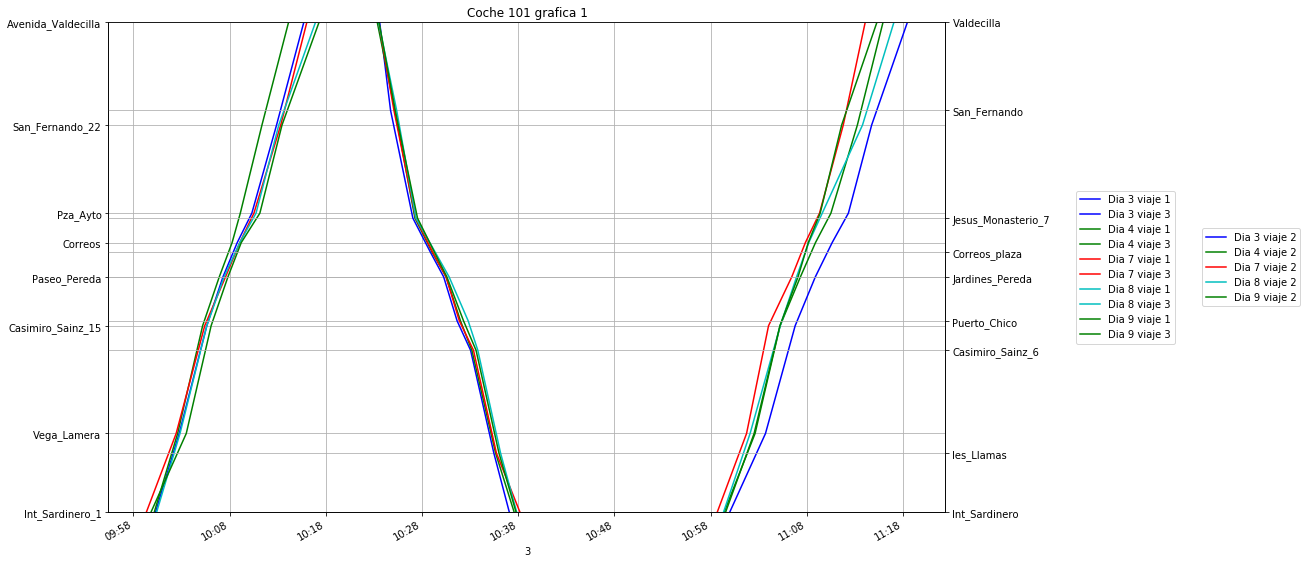 Coche 101 grafica 1
Avenida_Valdecilla
San_Fernando_22
Pza_Ayto
Correos
Paseo_Pereda
Casimiro_Sainz_15
Vega_Lamera
Int_Sardinero_1
Valdecilla
San_Fernando
Jesus_Monasterio_7
Correos_plaza
Jardines_Pereda
Puerto_Chico
Casimiro_Sainz_6
Ies_Llamas
Int_Sardinero
09:58
10:08
10:18
10:28
10:38
10:48
10:58
11:08
11:18
3
Dia 3 viaje 1
Dia 3 viaje 3
Dia 4 viaje 1
Dia 4 viaje 3
Dia 7 viaje 1
Dia 7 viaje 3
Dia 8 viaje 1
Dia 8 viaje 3
Dia 9 viaje 1
Dia 9 viaje 3
Dia 3 viaje 2
Dia 4 viaje 2
Dia 7 viaje 2
Dia 8 viaje 2
Dia 9 viaje 2